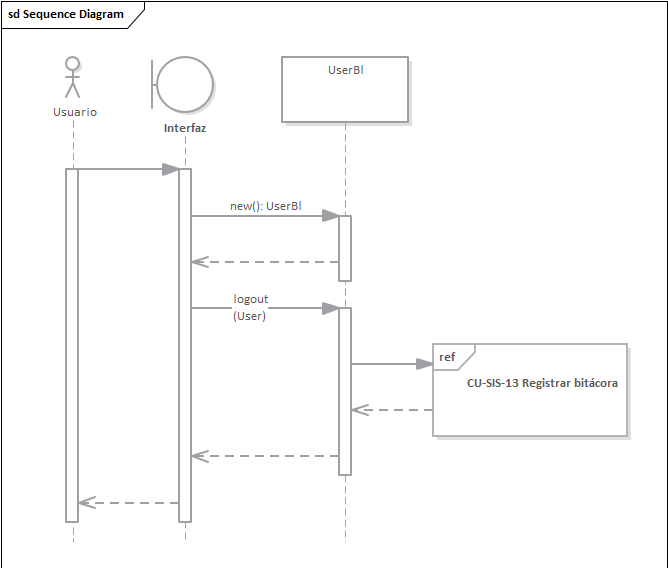 sd Sequence Diagram
UserBl
Usuario
Interfaz
new(): UserBl
logout
(User)
ref
CU-SIS-13 Registrar bitácora